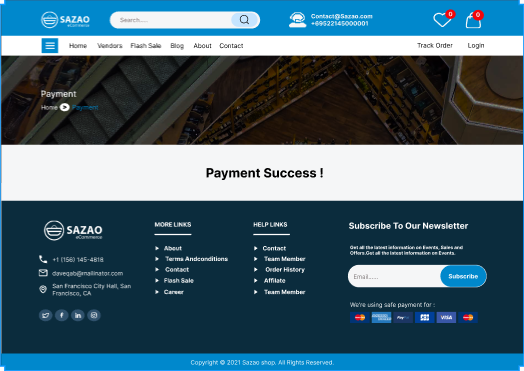 SAZAO
eCommerce
Search......
Contact@Sazao.com
+69522145000001
0
0
Home
Vendors
Flash Sale
Blog
About
Contact
Track Order
Login
Payment
Home > Payment
Payment Success !
SAZAO
eCommerce
+1 (156) 145-4818
daveqab@mailinator.com
San Francisco City Hall, San
Francisco, CA
MORE LINKS
About
Terms Andconditions
Contact
Flash Sale
Career
HELP LINKS
Contact
Team Member
Order History
Affilate
Team Member
Subscribe To Our Newsletter
Get all the latest information on Events, Sales and
Offers.Get all the latest information on Events.
Email......
Subscribe
We're using safe payment for :
VISA
Copyright © 2021 Sazao shop. All Rights Reserved.